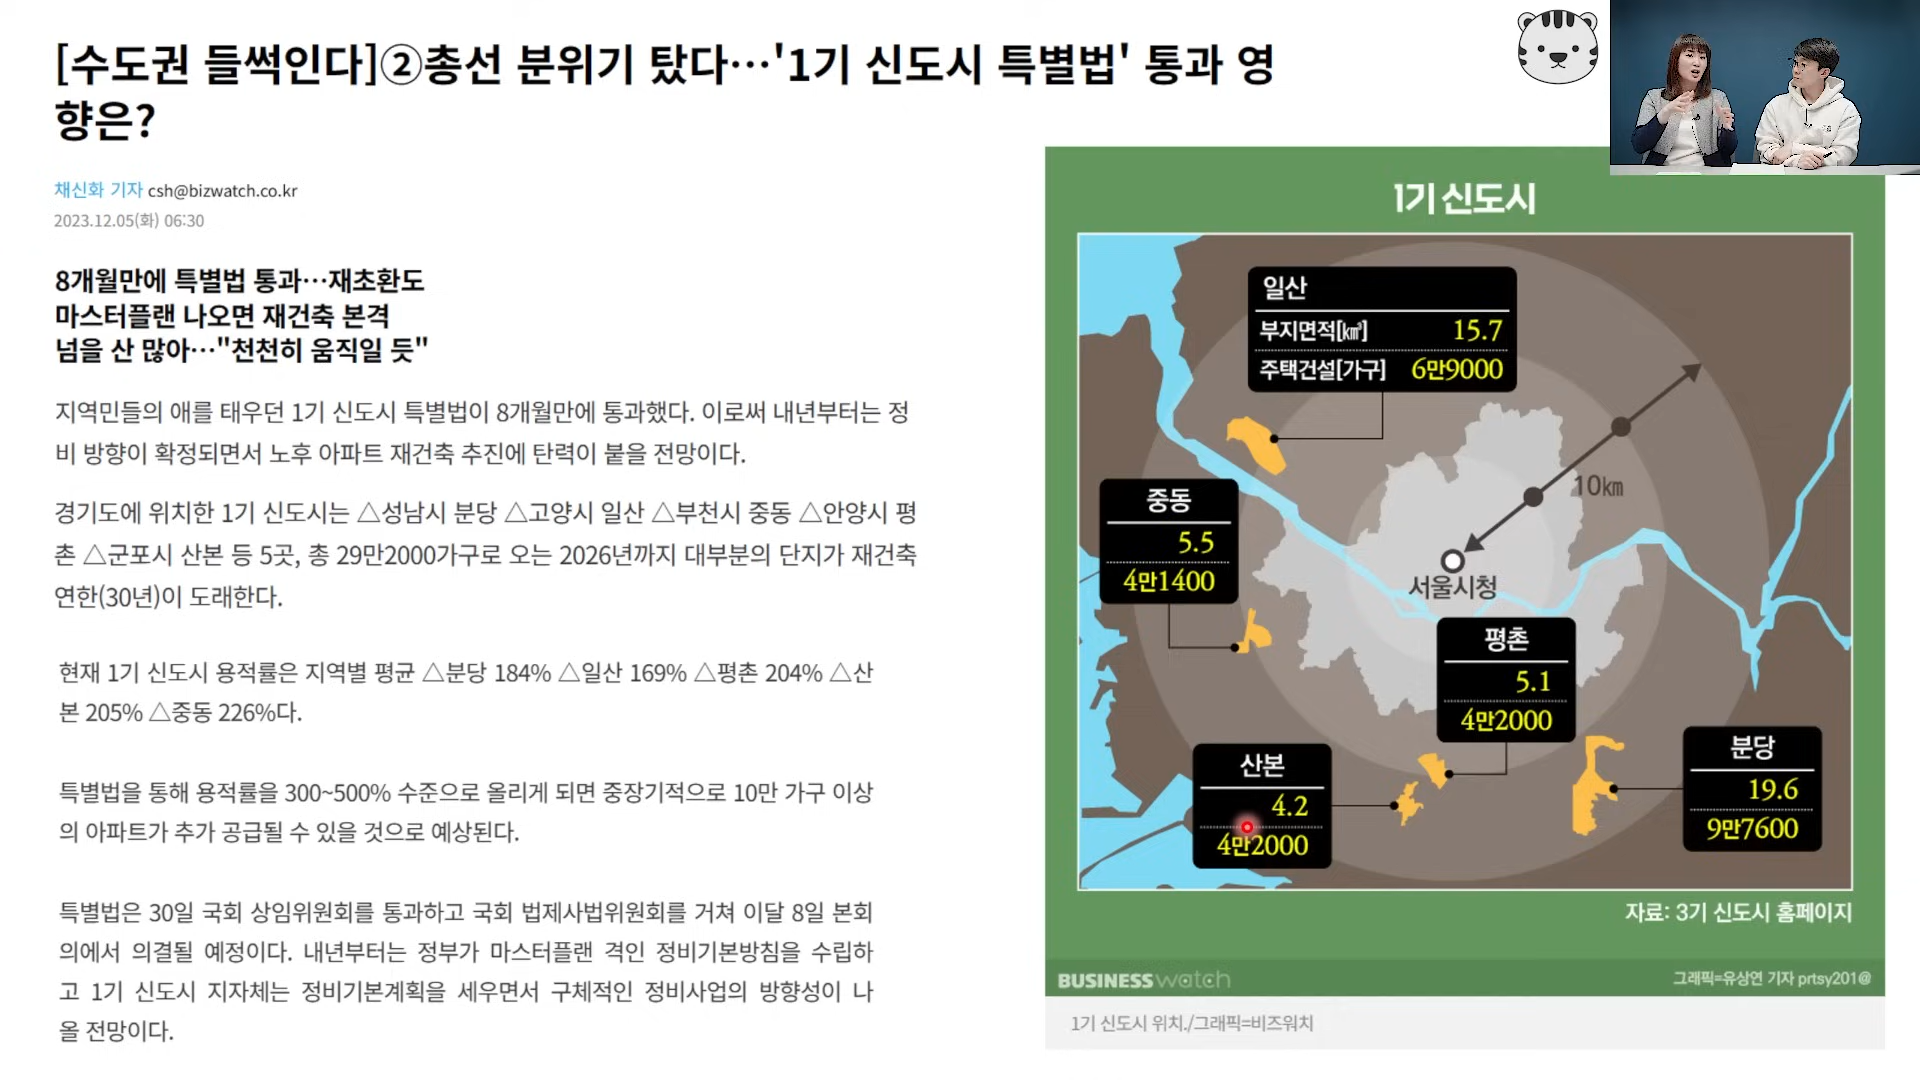 [수도권 들썩인다]②총선 분위기 탔다…'1기 신도시 특별법' 통과 영
향은?
채신화 기자 csh@bizwatch.co.kr
2023.12.05(화) 06:30
8개월만에 특별법 통과…재초환도
마스터플랜 나오면 재건축 본격
넘을 산 많아…"천천히 움직일 듯"
지역민들의 애를 태우던 1기 신도시 특별법이 8개월만에 통과했다. 이로써 내년부터는 정
비 방향이 확정되면서 노후 아파트 재건축 추진에 탄력이 붙을 전망이다.
경기도에 위치한 1기 신도시는 △성남시 분당 △고양시 일산 △부천시 중동 △안양시 평
촌 △군포시 산본 등 5곳, 총 29만2000가구로 오는 2026년까지 대부분의 단지가 재건축
연한(30년)이 도래한다.
현재 1기 신도시 용적률은 지역별 평균 △분당 184% △일산 169% △평촌 204% △산
본 205% △중동 226%다.
특별법을 통해 용적률을 300~500% 수준으로 올리게 되면 중장기적으로 10만 가구 이상
의 아파트가 추가 공급될 수 있을 것으로 예상된다.
특별법은 30일 국회 상임위원회를 통과하고 국회 법제사법위원회를 거쳐 이달 8일 본회
의에서 의결될 예정이다. 내년부터는 정부가 마스터플랜 격인 정비기본방침을 수립하
고 1기 신도시 지자체는 정비기본계획을 세우면서 구체적인 정비사업의 방향성이 나
올 전망이다.
1기 신도시
일산
부지면적[㎢] 15.7
주택건설[가구] 6만9000
10㎞
중동
5.5
4만1400
서울시청
평촌
5.1
4만2000
산본
4.2
4만2000
분당
19.6
9만7600
자료: 3기 신도시 홈페이지
BUSINESS watch
그래픽=유상연 기자 prtsy201@
1기 신도시 위치./그래픽=비즈워치